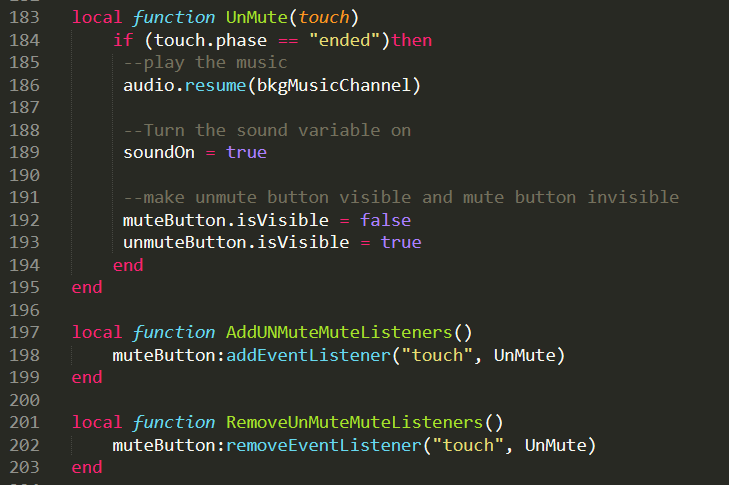 183 local function UnMute(touch)
184 if (touch.phase == "ended")then
185 --play the music
186 audio.resume(bkgMusicChannel)
187
188 --Turn the sound variable on
189 soundOn = true
190
191 --make unmute button visible and mute button invisible
192 muteButton.isVisible = false
193 unmuteButton.isVisible = true
194 end
195 end
196
197 local function AddUNMuteMuteListeners()
198 muteButton:addEventListener("touch", UnMute)
199 end
200
201 local function RemoveUnMuteMuteListeners()
202 muteButton:removeEventListener("touch", UnMute)
203 end